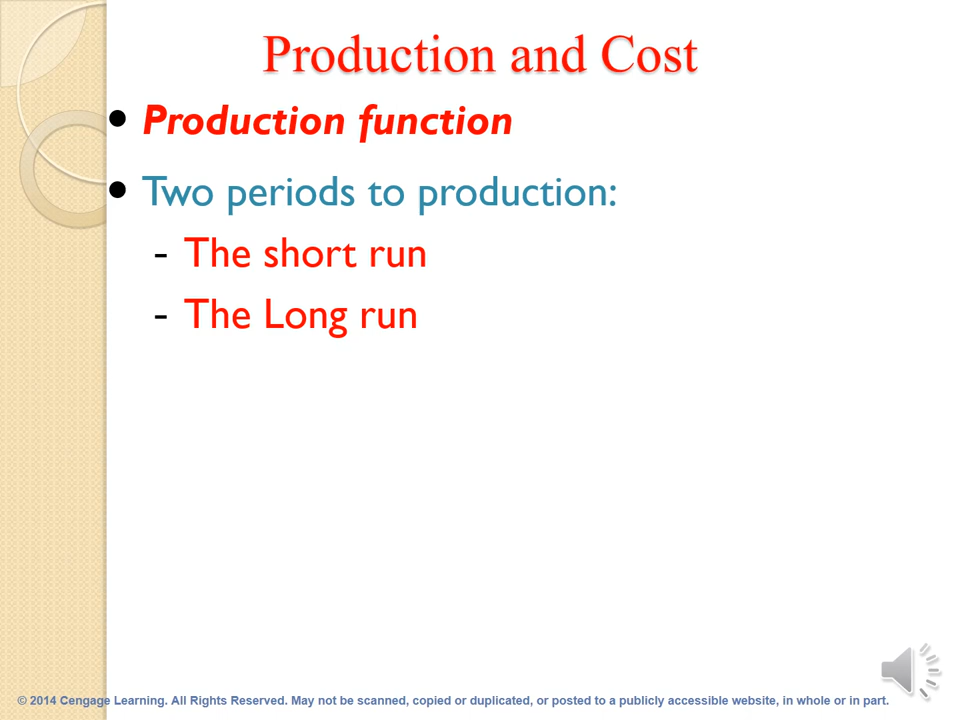 Production and Cost
• Production function
• Two periods to production:
- The short run
- The Long run
© 2014 Cengage Learning. All Rights Reserved. May not be scanned, copied or duplicated, or posted to a publicly accessible website, in whole or in part.